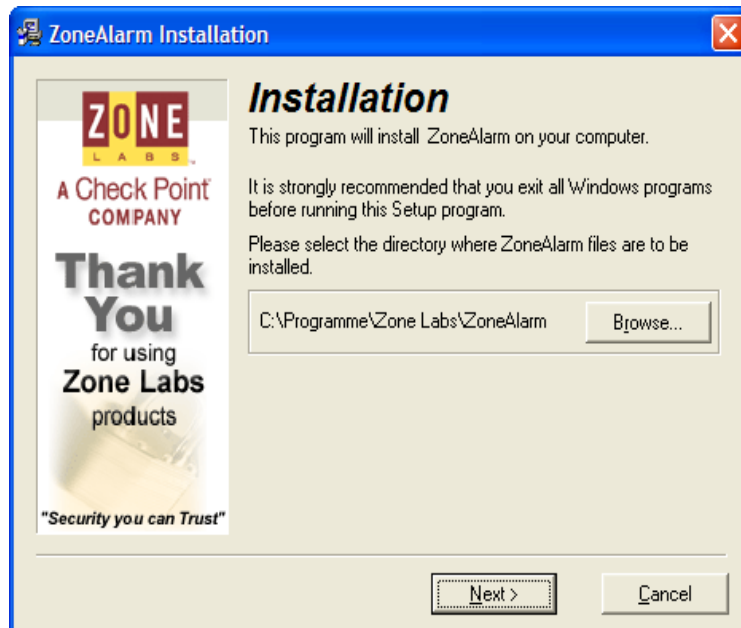 ZoneAlarm Installation
ZONE
LABS™
A Check Point
COMPANY
Thank
You
for using
Zone Labs
products
"Security you can Trust"
Installation
This program will install ZoneAlarm on your computer.
It is strongly recommended that you exit all Windows programs
before running this Setup program.
Please select the directory where ZoneAlarm files are to be
installed.
C:\Programme\Zone Labs\ZoneAlarm
Browse...
Next >
Cancel